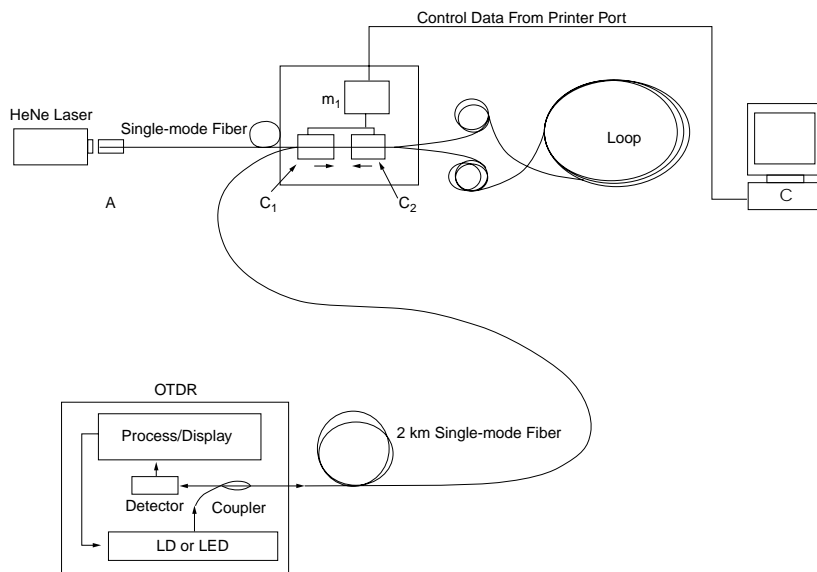 Control Data From Printer Port
HeNe Laser
m1
Single-mode Fiber
Loop
A
C1
C2
C
OTDR
Process/Display
2 km Single-mode Fiber
Detector
Coupler
LD or LED